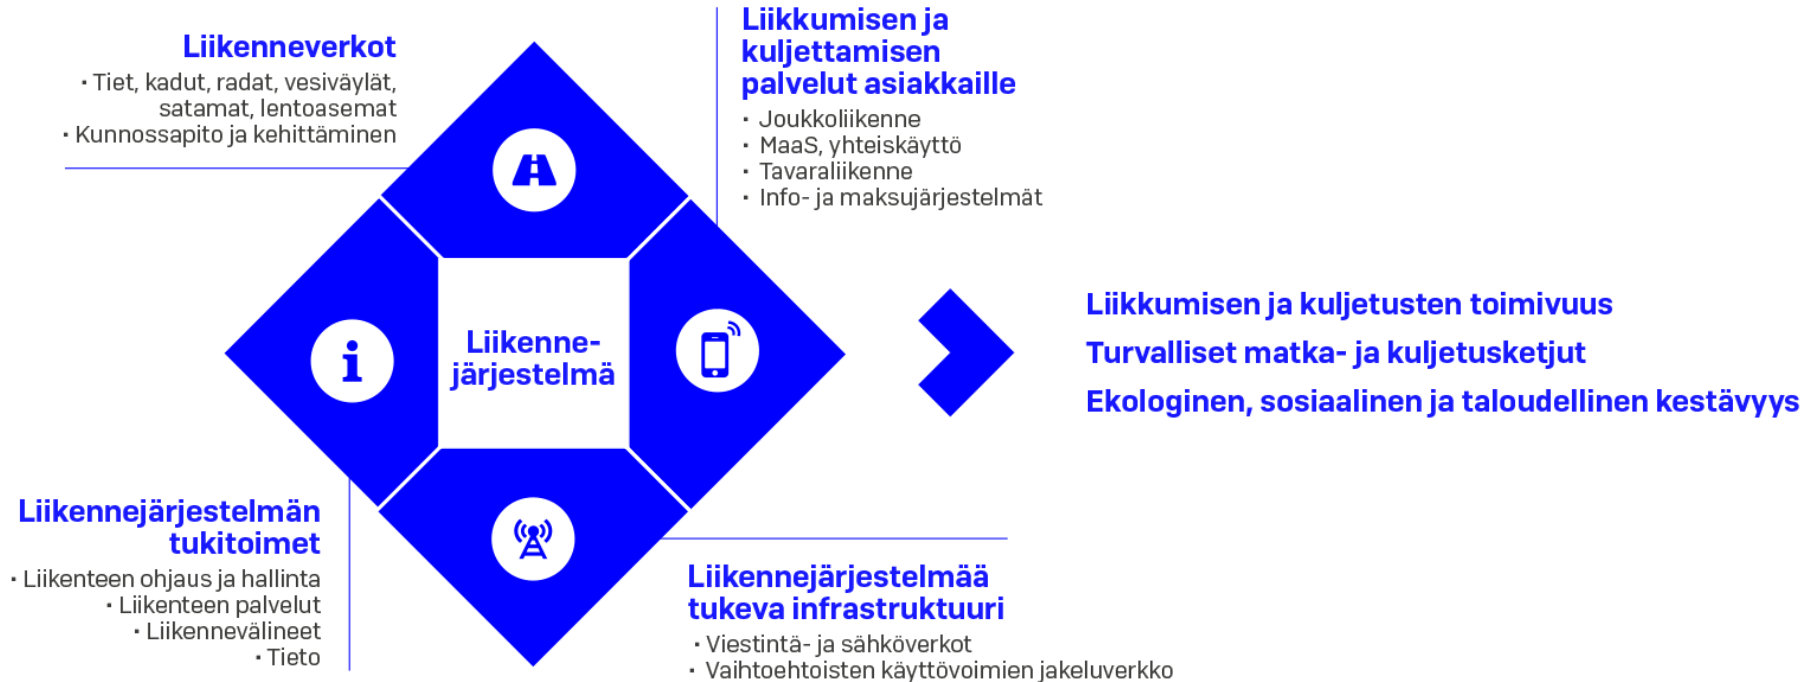 Liikenneverkot
· Tiet, kadut, radat, vesiväylät,
satamat, lentoasemat
· Kunnossapito ja kehittäminen
Liikkumisen ja
kuljettamisen
palvelut asiakkaille
· Joukkoliikenne
· MaaS, yhteiskäyttö
· Tavaraliikenne
· Info- ja maksujärjestelmät
Liikenne-
järjestelmä
Liikkumisen ja kuljetusten toimivuus
Turvalliset matka- ja kuljetusketjut
Ekologinen, sosiaalinen ja taloudellinen kestävyys
Liikennejärjestelmän
tukitoimet
· Liikenteen ohjaus ja hallinta
· Liikenteen palvelut
· Liikennevälineet
· Tieto
Liikennejärjestelmää
tukeva infrastruktuuri
· Viestintä- ja sähköverkot
· Vaihtoehtoisten käyttövoimien jakeluverkko